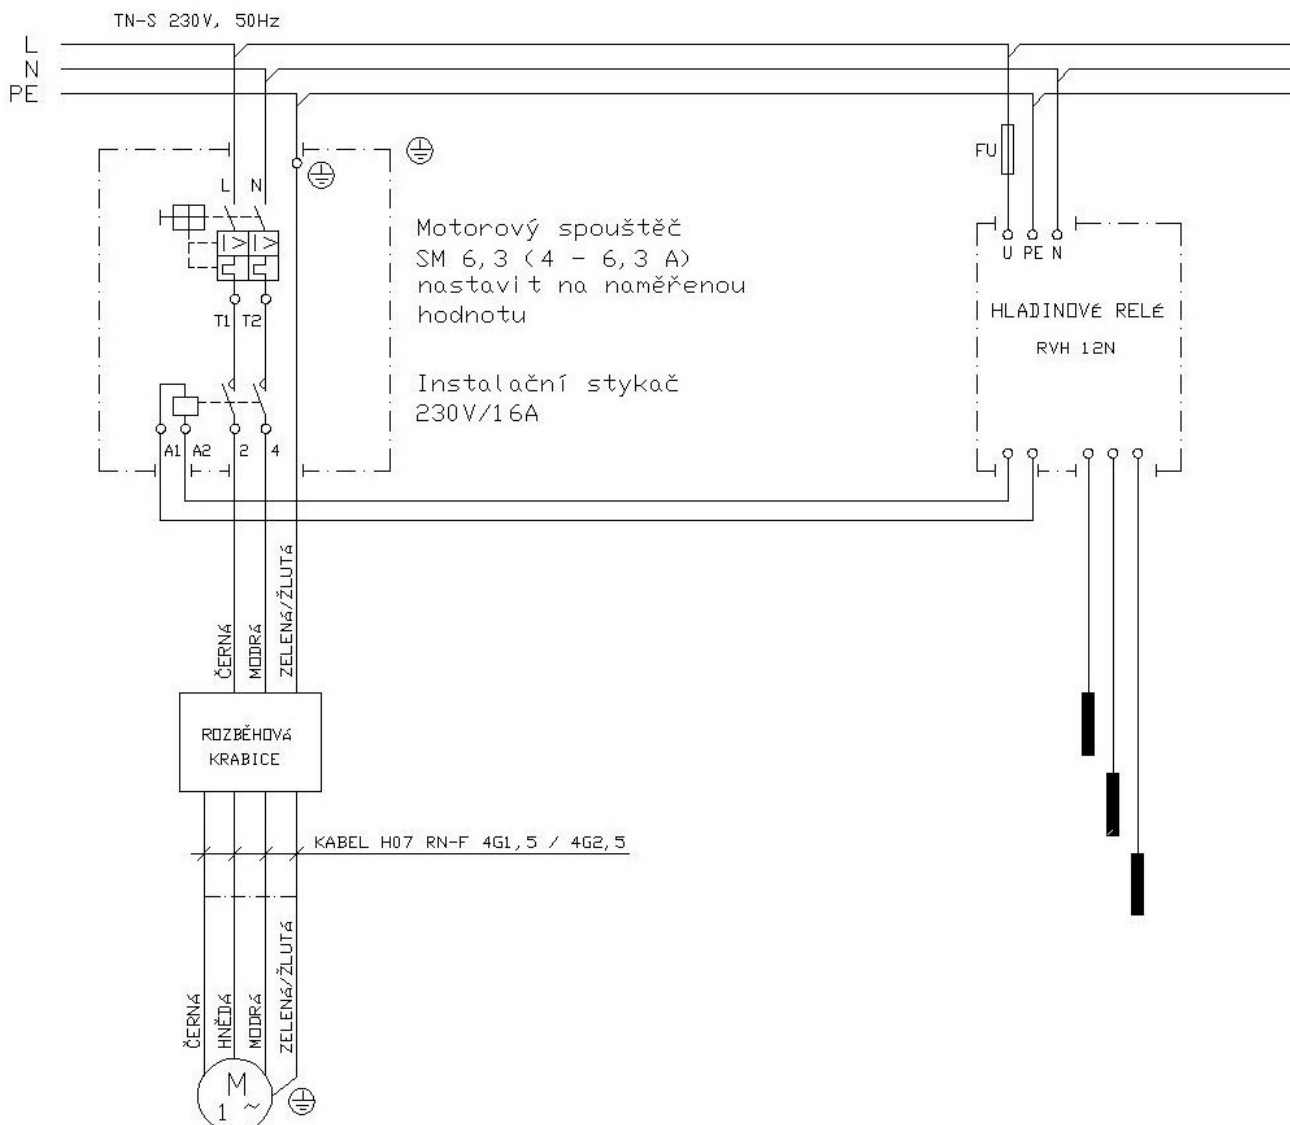 TN-S 230V, 50Hz
L
N
PE
FU
L N
U PE N
Motorový spouštěč
SM 6,3 (4 - 6,3 A)
nastavit na naměřenou
hodnotu
T1 T2
HLADINOVÉ RELÉ
RVH 12N
Instalační stykač
230V/16A
A1 A2 2 4
ČERNÁ
MODRÁ
ZELENÁ/ŽLUTÁ
ROZBĚHOVÁ
KRABICE
KABEL H07 RN-F 4G1,5 / 4G2,5
ČERNÁ
HNĚDÁ
MODRÁ
ZELENÁ/ŽLUTÁ
M
1 ~